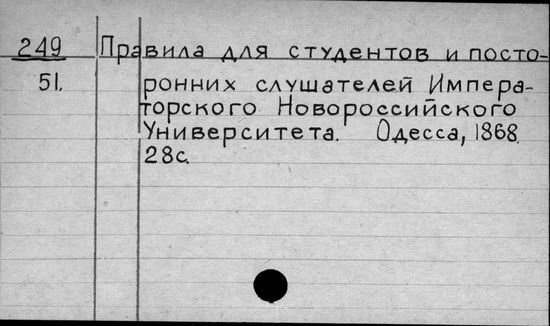 249 Правила для студентов и посто-
51. ронних слушателей Импера-
торского Новороссийского
Университета. Одесса, 1868.
28с.